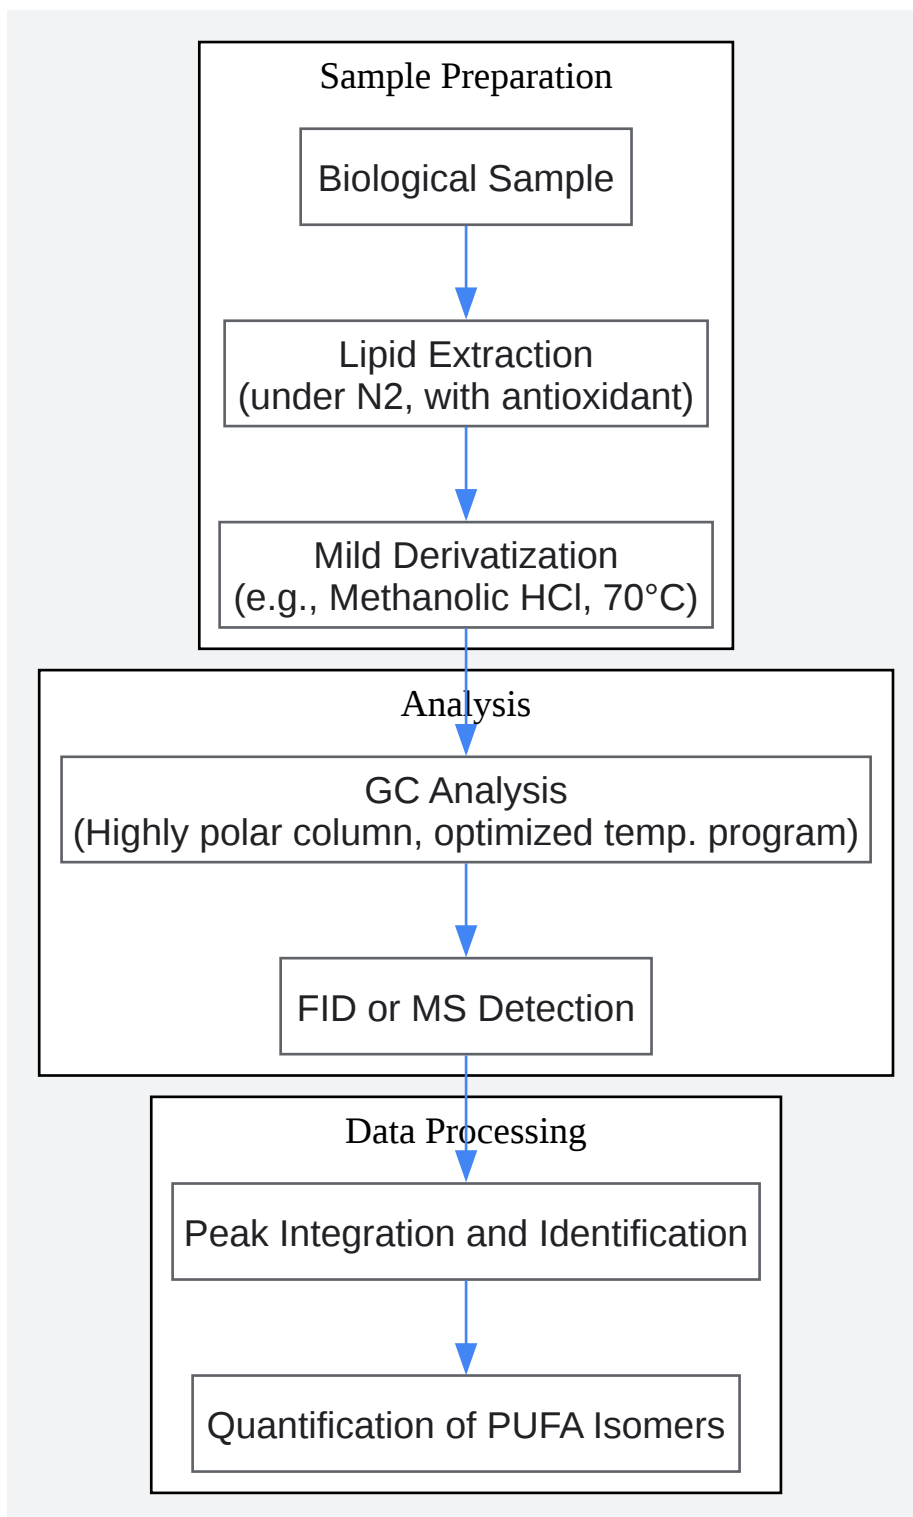 Sample Preparation
Biological Sample
Lipid Extraction
(under N2, with antioxidant)
Mild Derivatization
(e.g., Methanolic HCl, 70°C)
Analysis
GC Analysis
(Highly polar column, optimized temp. program)
FID or MS Detection
Data Processing
Peak Integration and Identification
Quantification of PUFA Isomers